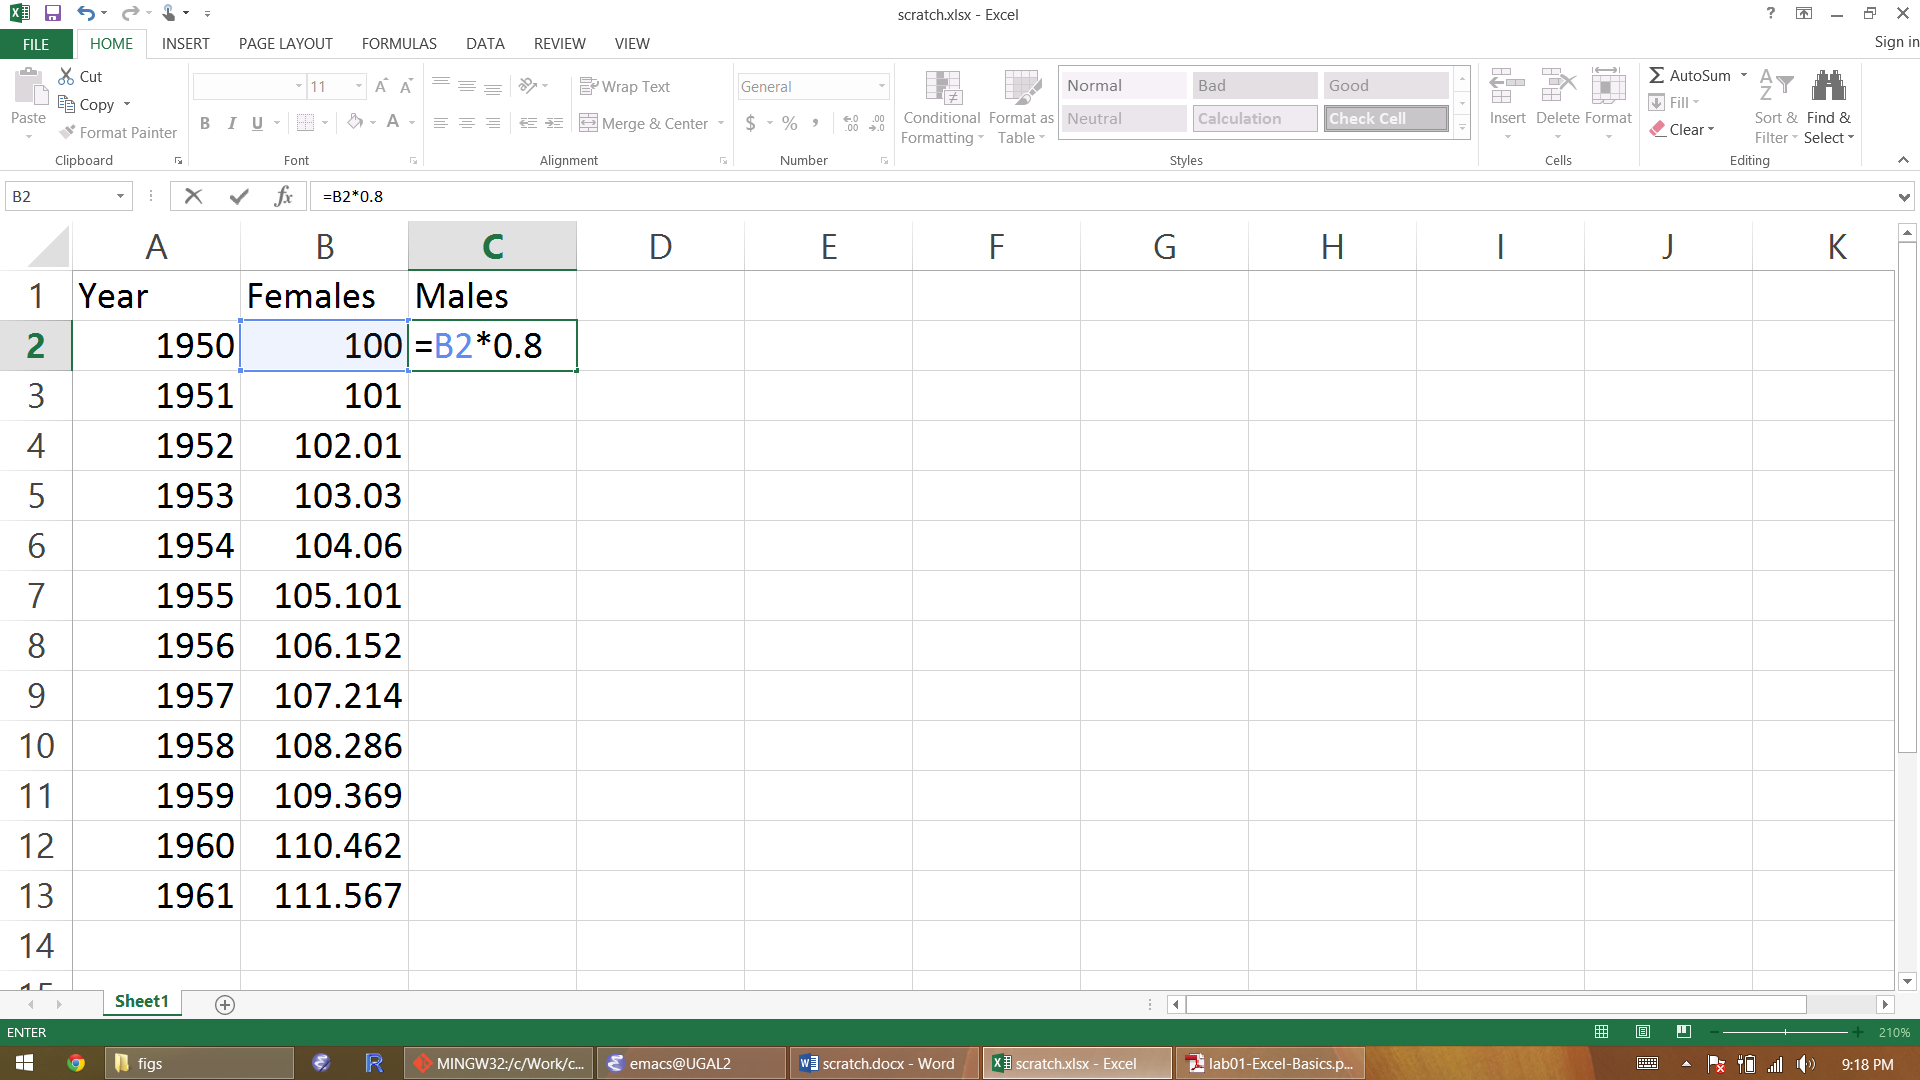 scratch.xlsx - Excel
?
Sign in
FILE HOME INSERT PAGE LAYOUT FORMULAS DATA REVIEW VIEW
Paste
Cut
Copy
Format Painter
Clipboard
11
A A
B I U A
Font
Wrap Text
Merge & Center
Alignment
General
$ % ,
.00 .0
Number
Conditional Formatting
Format as Table
Normal Bad Good
Neutral Calculation Check Cell
Styles
Insert Delete Format
Cells
AutoSum
Fill
Clear
Sort & Filter
Find & Select
Editing
B2 fx =B2*0.8
A B C D E F G H I J K
1 Year Females Males
2 1950 100 =B2*0.8
3 1951 101
4 1952 102.01
5 1953 103.03
6 1954 104.06
7 1955 105.101
8 1956 106.152
9 1957 107.214
10 1958 108.286
11 1959 109.369
12 1960 110.462
13 1961 111.567
14
15
Sheet1
ENTER 210%
figs R MINGW32:/c/Work/c... emacs@UGAL2 scratch.docx - Word scratch.xlsx - Excel lab01-Excel-Basics.p... 9:18 PM